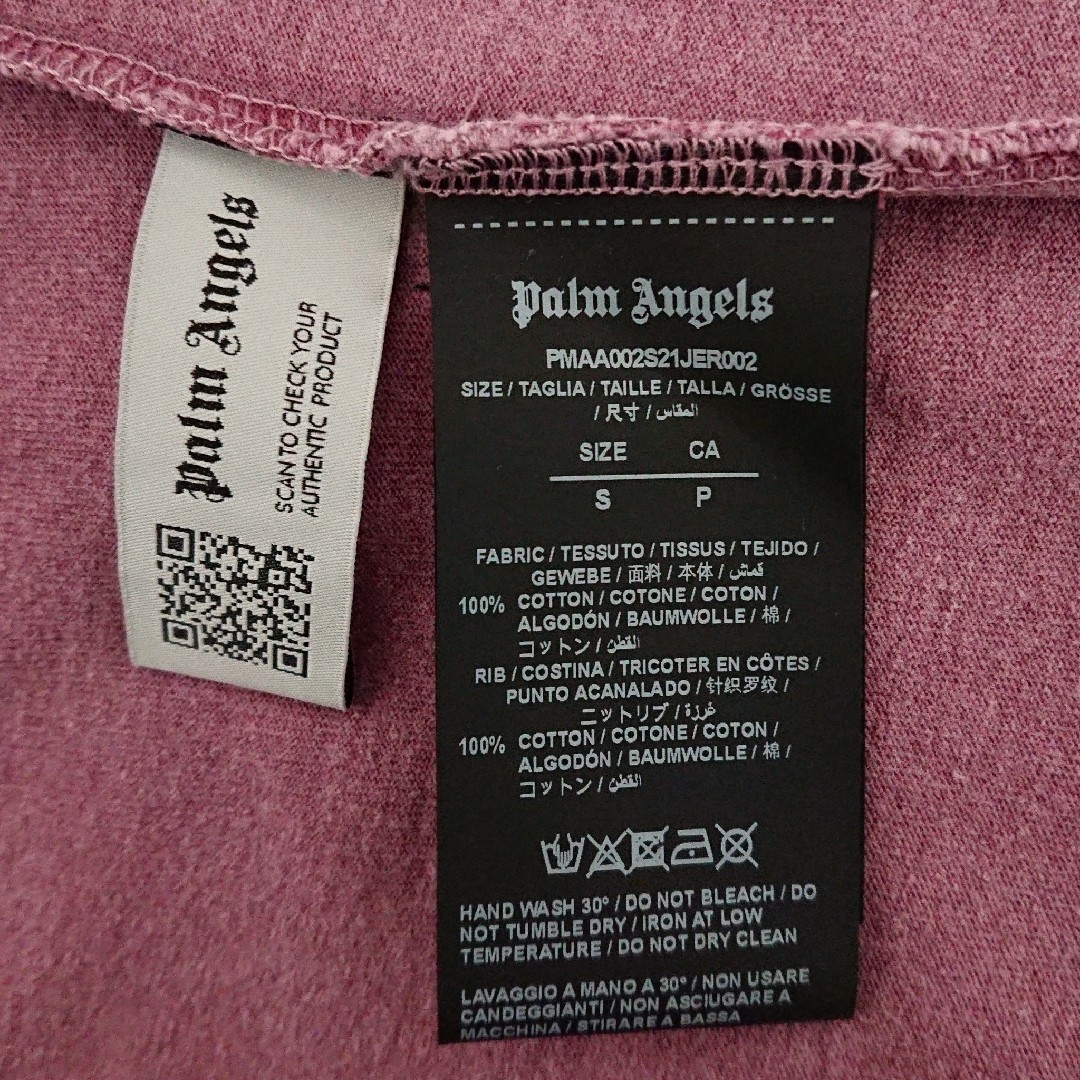 Palm Angels
SCAN TO CHECK YOUR
AUTHENTIC PRODUCT
Palm Angels
PMAA002S21JER002
SIZE / TAGLIA / TAILLE / TALLA / GRÖSSE
/ 尺寸 / المقاس
SIZE CA
S P
FABRIC / TESSUTO / TISSUS / TEJIDO /
GEWEBE / 面料 / 本体 / قماش
100% COTTON / COTONE / COTON /
ALGODÓN / BAUMWOLLE / 棉 /
コットン / القطن
RIB / COSTINA / TRICOTER EN CÔTES /
PUNTO ACANALADO / 针织罗纹 /
ニットリブ / غرزة
100% COTTON / COTONE / COTON /
ALGODÓN / BAUMWOLLE / 棉 /
コットン / القطن
HAND WASH 30° / DO NOT BLEACH / DO
NOT TUMBLE DRY / IRON AT LOW
TEMPERATURE / DO NOT DRY CLEAN
LAVAGGIO A MANO A 30° / NON USARE
CANDEGGIANTI / NON ASCIUGARE A
MACCHINA / STIRARE A BASSA